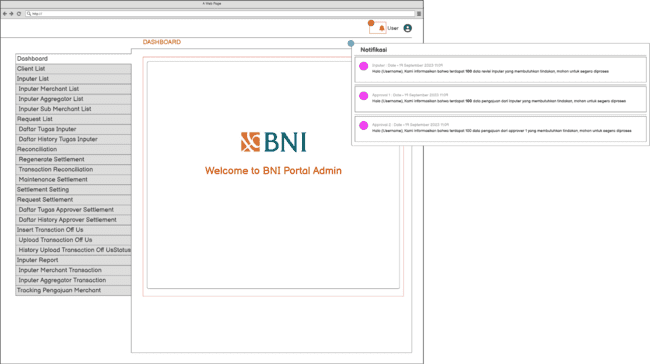 A Web Page
http://
User
DASHBOARD
Notifikasi
Inputer - Date - 19 September 2023 11:09
Halo (Username), Kami informasikan bahwa terdapat 100 data revisi inputer yang membutuhkan tindakan, mohon untuk segera diproses
Approval 1 - Date - 19 September 2023 11:09
Halo (Username), Kami informasikan bahwa terdapat 100 data pengajuan dari inputer yang membutuhkan tindakan, mohon untuk segera diproses
Approval 2 - Date - 19 September 2023 11:09
Halo (Username), Kami informasikan bahwa terdapat 100 data pengajuan dari approver 1 yang membutuhkan tindakan, mohon untuk segera diproses
Dashboard
Client List
Inputer List
Inputer Merchant List
Inputer Aggregator List
Inputer Sub Merchant List
Request List
Daftar Tugas Inputer
Daftar History Tugas Inputer
Reconciliation
Regenerate Settlement
Transaction Reconciliation
Maintenance Settlement
Settlement Setting
Request Settlement
Daftar Tugas Approver Settlement
Daftar History Approver Settlement
Insert Transaction Off Us
Upload Transaction Off Us
History Upload Transaction Off UsStatus
Inputer Report
Inputer Merchant Transaction
Inputer Aggregator Transaction
Tracking Pengajuan Merchant
BNI
Welcome to BNI Portal Admin